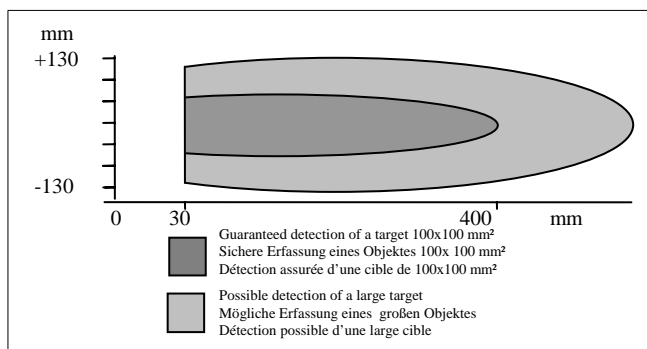 mm
+130
-130
0 30 400 mm
Guaranteed detection of a target 100x100 mm²
Sichere Erfassung eines Objektes 100x 100 mm²
Détection assurée d’une cible de 100x100 mm²
Possible detection of a large target
Mögliche Erfassung eines  großen Objektes
Détection possible d’une large cible